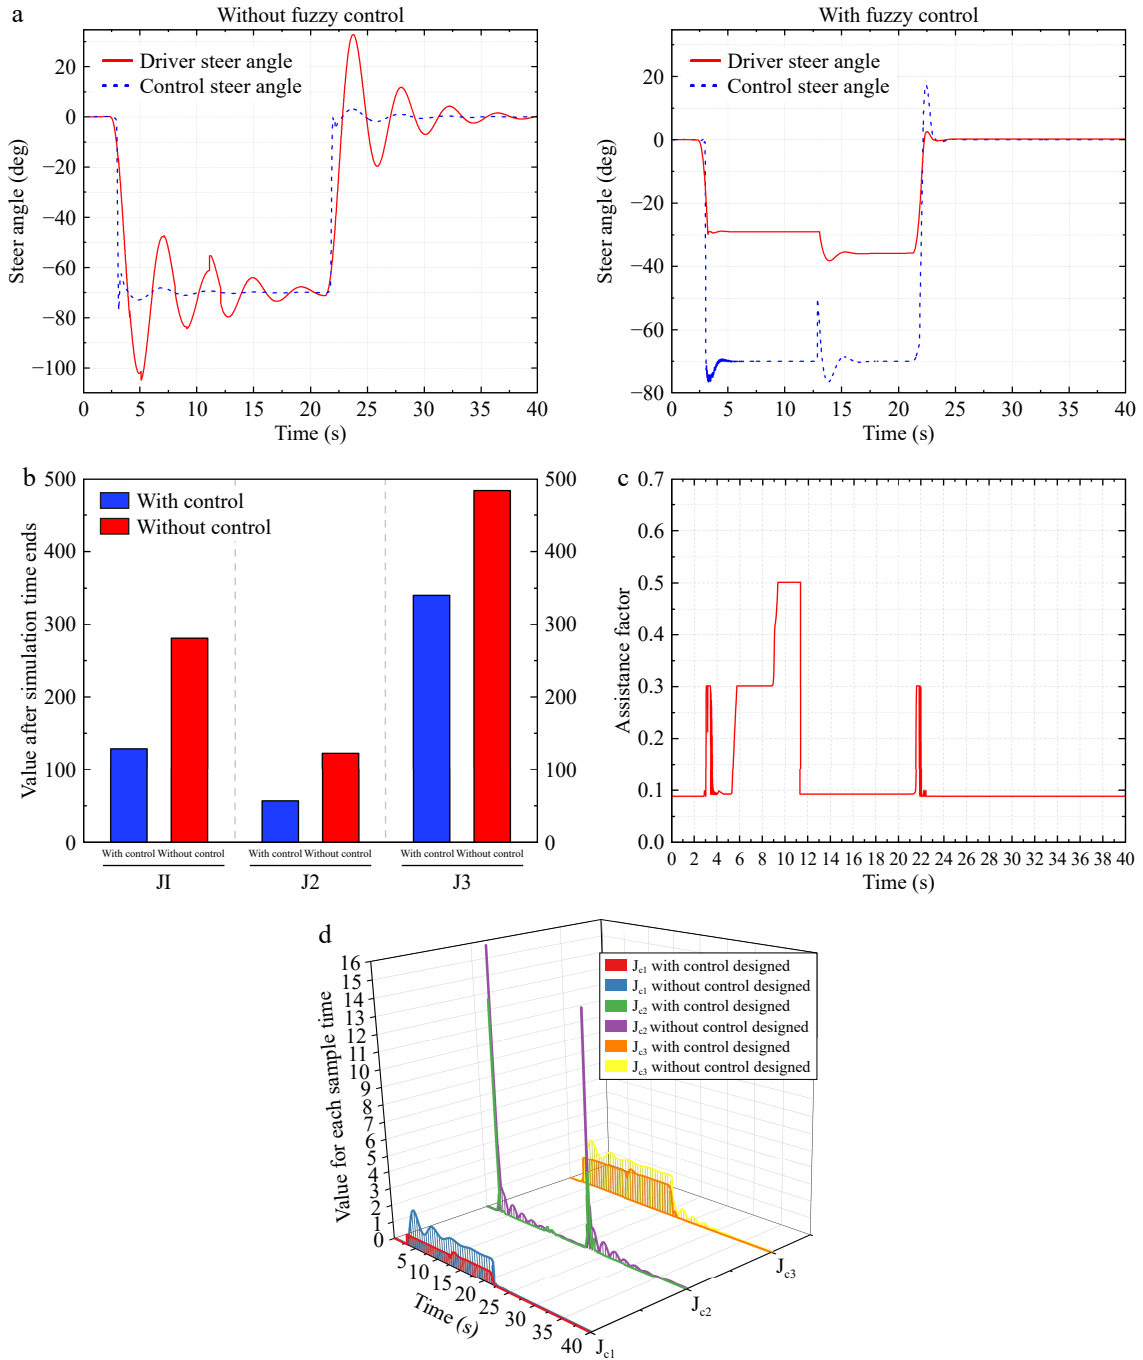 a
Without fuzzy control
With fuzzy control
Driver steer angle
Control steer angle
Driver steer angle
Control steer angle
Steer angle (deg)
20
0
−20
−40
−60
−80
−100
0 5 10 15 20 25 30 35 40
Time (s)
Steer angle (deg)
20
0
−20
−40
−60
−80
0 5 10 15 20 25 30 35 40
Time (s)
b
With control
Without control
Value after simulation time ends
500
400
300
200
100
0
500
400
300
200
100
0
With control Without control With control Without control With control Without control
J1 J2 J3
c
Assistance factor
0.7
0.6
0.5
0.4
0.3
0.2
0.1
0.0
0 2 4 6 8 10 12 14 16 18 20 22 24 26 28 30 32 34 36 38 40
Time (s)
d
Jc1 with control designed
Jc1 without control designed
Jc2 with control designed
Jc2 without control designed
Jc3 with control designed
Jc3 without control designed
Value for each sample time
16
15
14
13
12
11
10
9
8
7
6
5
4
3
2
1
0
5
10
15
20
25
30
35
40
Time (s)
Jc1
Jc2
Jc3